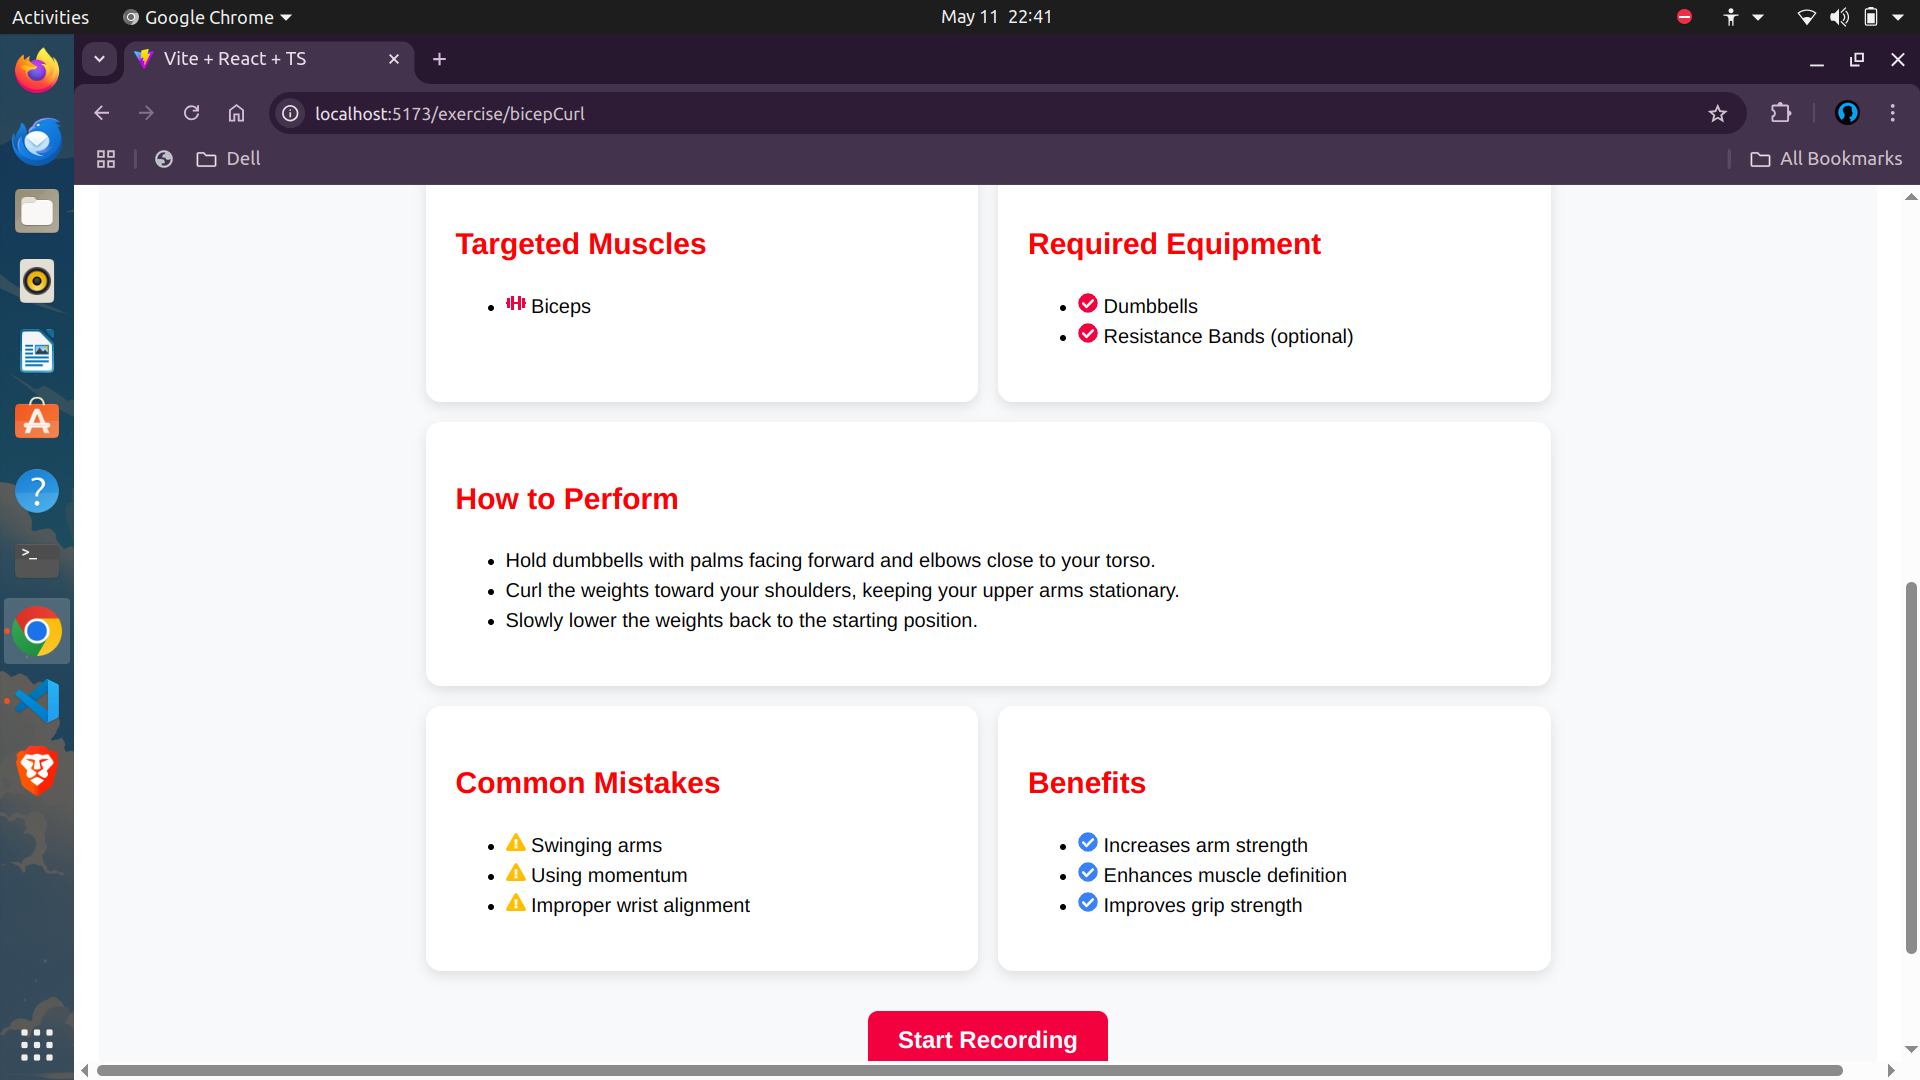 Activities
Google Chrome
May 11 22:41
Vite + React + TS
localhost:5173/exercise/bicepCurl
Dell
All Bookmarks
Targeted Muscles
Biceps
Required Equipment
Dumbbells
Resistance Bands (optional)
How to Perform
Hold dumbbells with palms facing forward and elbows close to your torso.
Curl the weights toward your shoulders, keeping your upper arms stationary.
Slowly lower the weights back to the starting position.
Common Mistakes
Swinging arms
Using momentum
Improper wrist alignment
Benefits
Increases arm strength
Enhances muscle definition
Improves grip strength
Start Recording